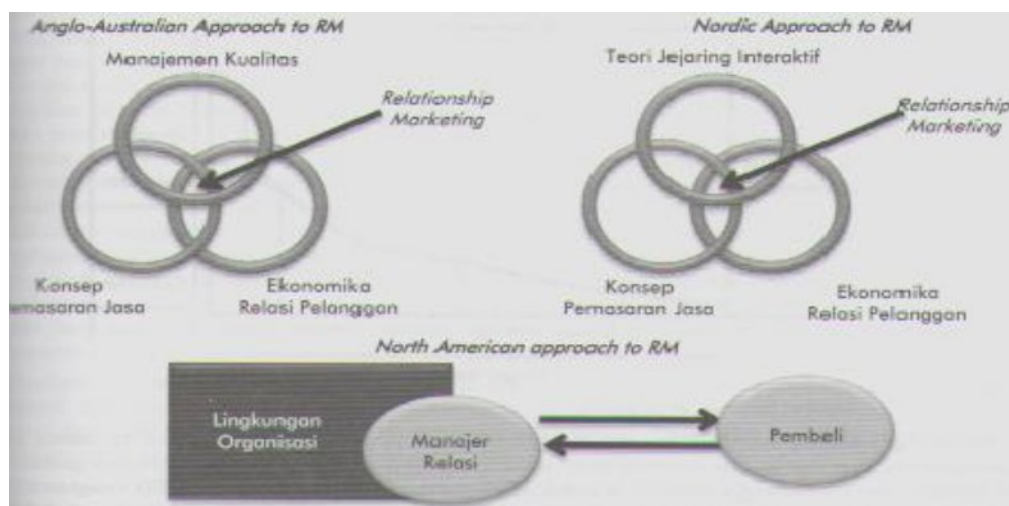 Anglo-Australian Approach to RM
Manajemen Kualitas
Relationship
Marketing
Konsep
emasaran Jasa
Ekonomika
Relasi Pelanggan
Nordic Approach to RM
Teori Jejaring Interaktif
Relationship
Marketing
Konsep
Pemasaran Jasa
Ekonomika
Relasi Pelanggan
North American approach to RM
Lingkungan
Organisasi
Manajer
Relasi
Pembeli